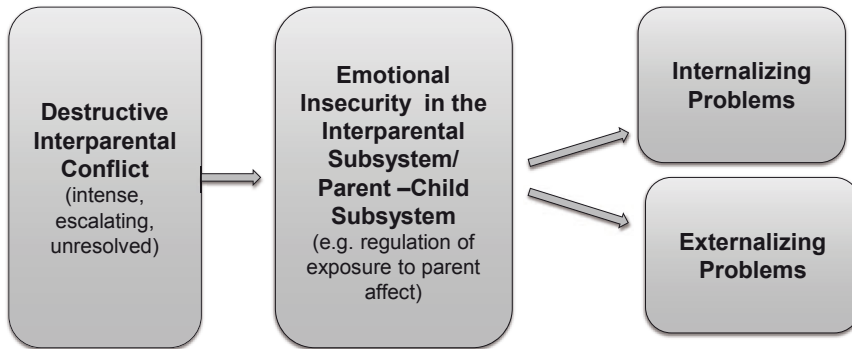 Destructive
Interparental
Conflict
(intense,
escalating,
unresolved)
Emotional
Insecurity in the
Interparental
Subsystem/
Parent –Child
Subsystem
(e.g. regulation of
exposure to parent
affect)
Internalizing
Problems
Externalizing
Problems